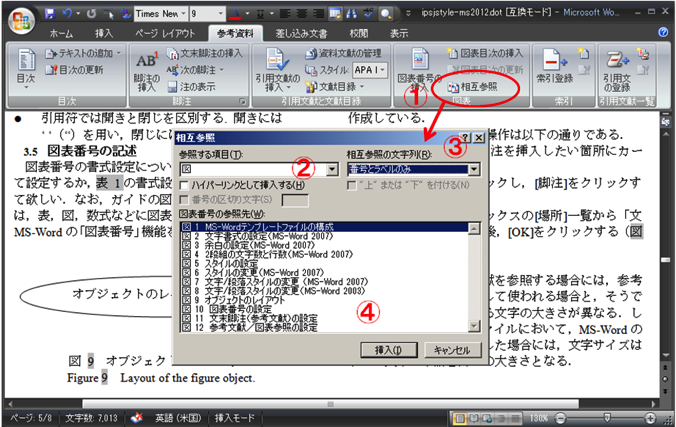 Times New
9
ipsjstyle-ms2012.dot [互換モード] - Microsoft Wo...
ホーム 挿入 ページ レイアウト 参考資料 差し込み文書 校閲 表示
目次
テキストの追加
目次の更新
目次
AB1
脚注の挿入
文末脚注の挿入
次の脚注
注の表示
脚注
引用文献の挿入
資料文献の管理
スタイル: APA
文献目録
引用文献と文献目録
図表番号の挿入
図表目次の挿入
図表目次の更新
相互参照
図表
索引登録
索引
引用文の登録
引用文献一覧
①
● 引用符では開きと閉じを区別する. 開きには
作成している.
3.5 図表番号の記述
図表番号の書式設定につい
て設定するか, 表 1 の書式設
て欲しい. なお, ガイドの図
は, 表, 図, 数式などに図表
MS-Word の「図表番号」機能を
オブジェクトのレ
図 9 オブジェク
Figure 9 Layout of the figure object.
操作は以下の通りである.
注を挿入したい箇所にカー
ックし, [脚注]をクリックす
ックスの[場所]一覧から「文
後, [OK]をクリックする (図
献を参照する場合には, 参考
して使われる場合と, そうで
る文字の大きさが異なる. し
ァイルにおいて, MS-Word の
した場合には, 文字サイズは
の大きさとなる.
相互参照
参照する項目(T):
図
②
相互参照の文字列(R):
③
番号とラベルのみ
ハイパーリンクとして挿入する(H)
"上" または "下" を付ける(N)
番号の区切り文字(S)
図表番号の参照先(W):
図 1 MS-Wordテンプレートファイルの構成
図 2 文字書式の設定(MS-Word 2007)
図 3 余白の設定(MS-Word 2007)
図 4 2段組の文字数と行数(MS-Word 2007)
図 5 スタイルの設定
図 6 スタイルの変更(MS-Word 2007)
図 7 文字/段落スタイルの変更 (MS-Word 2007)
図 8 文字/段落スタイルの変更 (MS-Word 2003)
図 9 オブジェクトのレイアウト
図 10 図表番号の設定
図 11 文末脚注(参考文献)の設定
図 12 参考文献/図表参照の設定
④
挿入(I)
キャンセル
ページ: 5/8 文字数: 7,013 英語 (米国) 挿入モード 130%